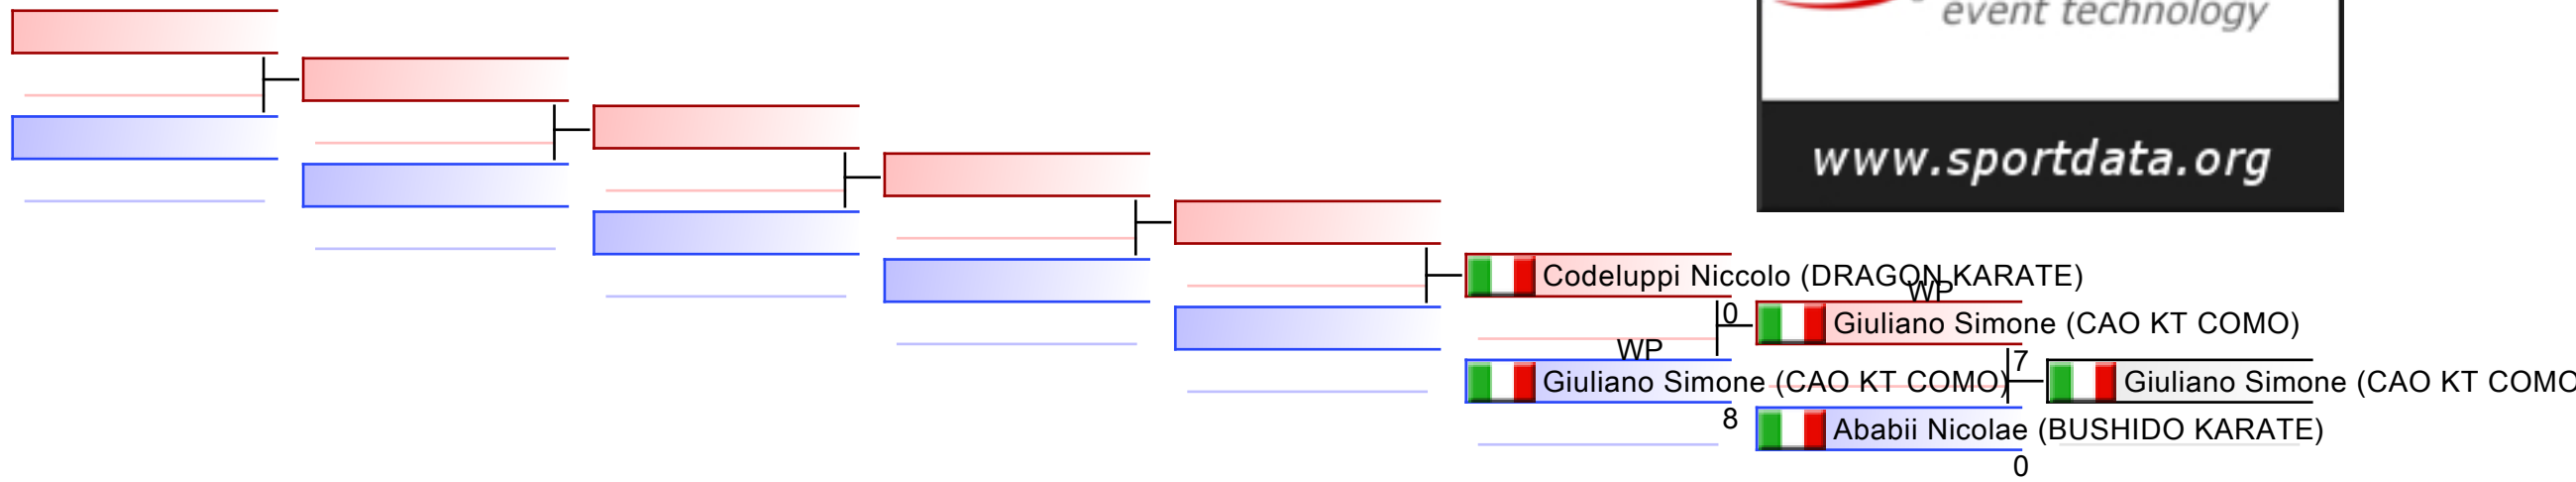 event technology
www.sportdata.org
Codeluppi Niccolo (DRAGON KARATE)
WP
0
Giuliano Simone (CAO KT COMO)
WP
7
Giuliano Simone (CAO KT COMO)
Giuliano Simone (CAO KT COMO
8
Ababii Nicolae (BUSHIDO KARATE)
0